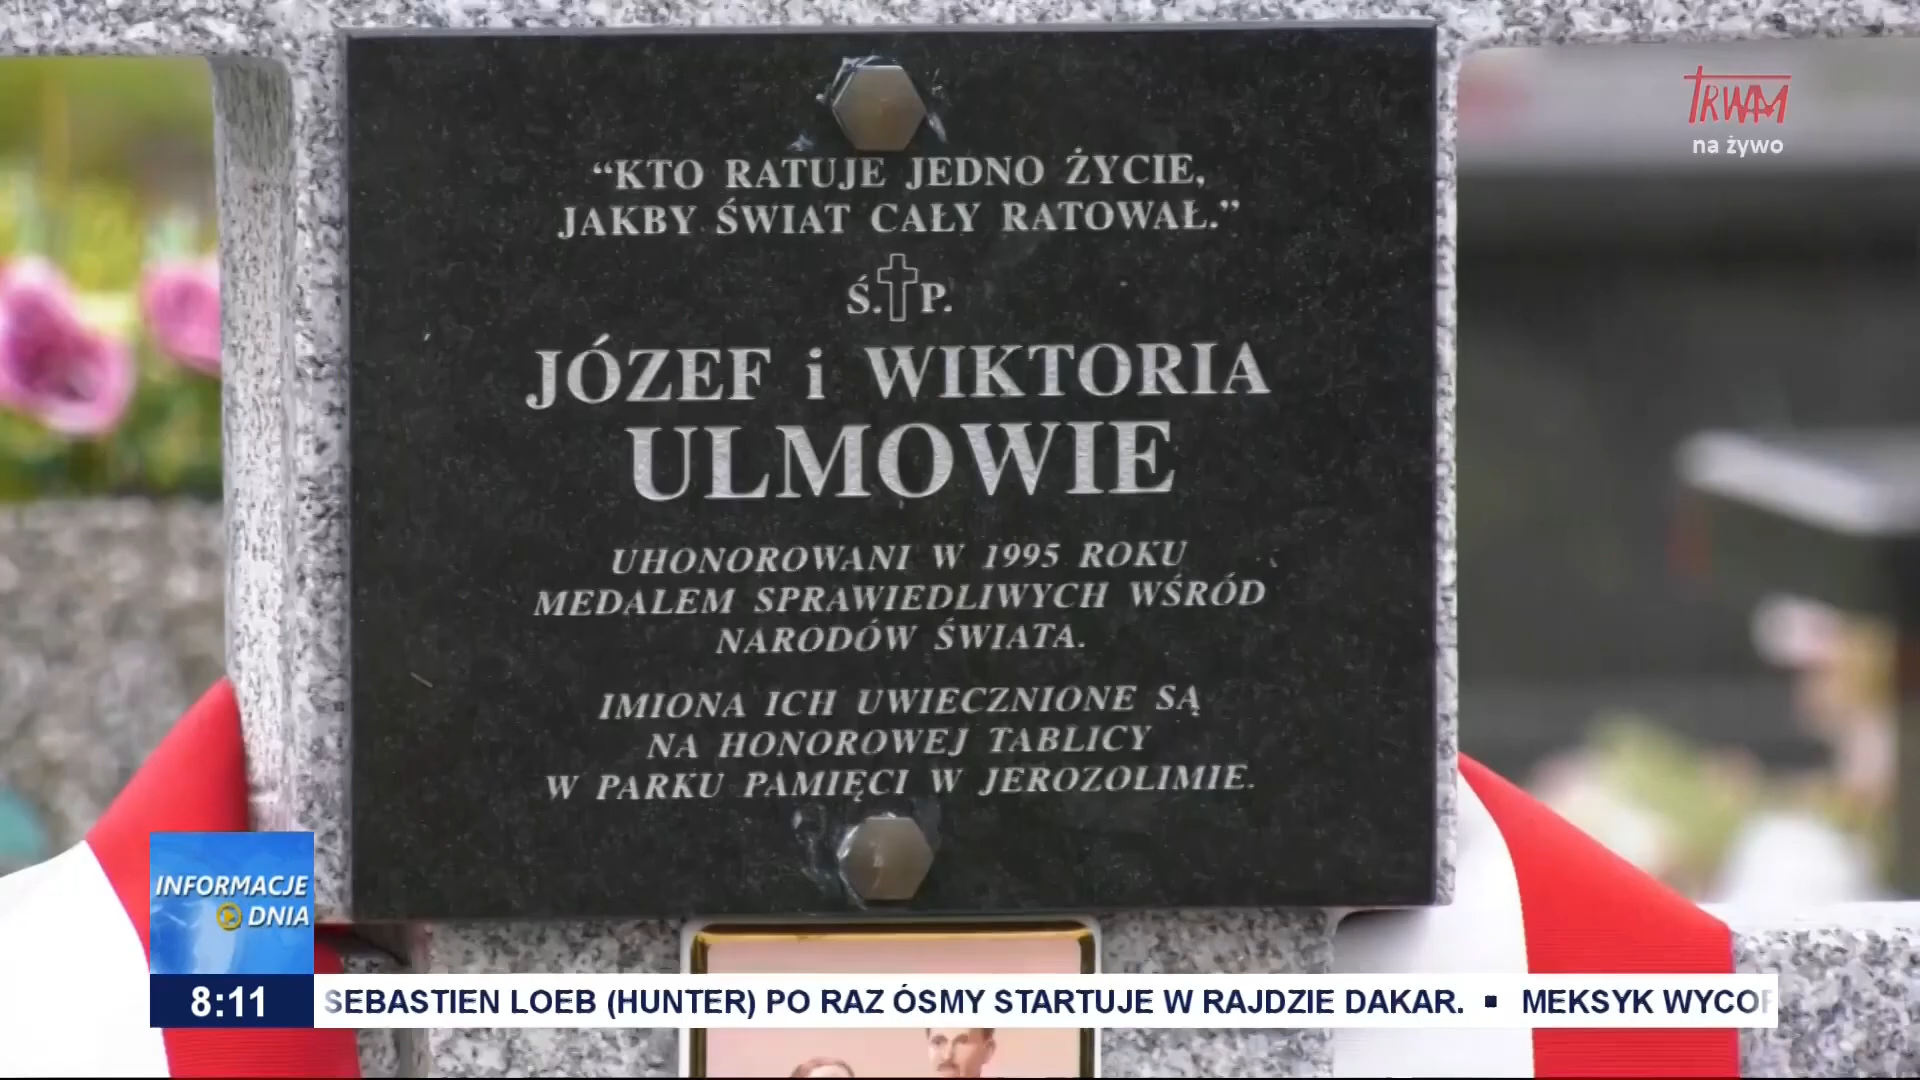 TRWAM
na żywo
“KTO RATUJE JEDNO ŻYCIE,
JAKBY ŚWIAT CAŁY RATOWAŁ.”
Ś. P.
JÓZEF i WIKTORIA
ULMOWIE
UHONOROWANI W 1995 ROKU
MEDALEM SPRAWIEDLIWYCH WŚRÓD
NARODÓW ŚWIATA.
IMIONA ICH UWIECZNIONE SĄ
NA HONOROWEJ TABLICY
W PARKU PAMIĘCI W JEROZOLIMIE.
INFORMACJE
DNIA
8:11 SEBASTIEN LOEB (HUNTER) PO RAZ ÓSMY STARTUJE W RAJDZIE DAKAR. ▪ MEKSYK